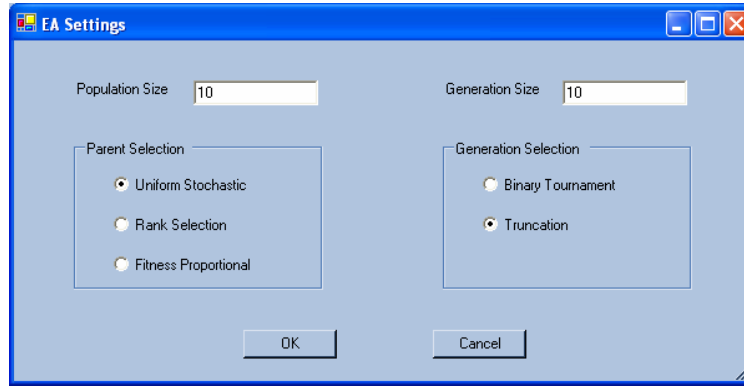 EA Settings
Population Size 10 Generation Size 10
Parent Selection Generation Selection
Uniform Stochastic Binary Tournament
Rank Selection Truncation
Fitness Proportional
OK Cancel